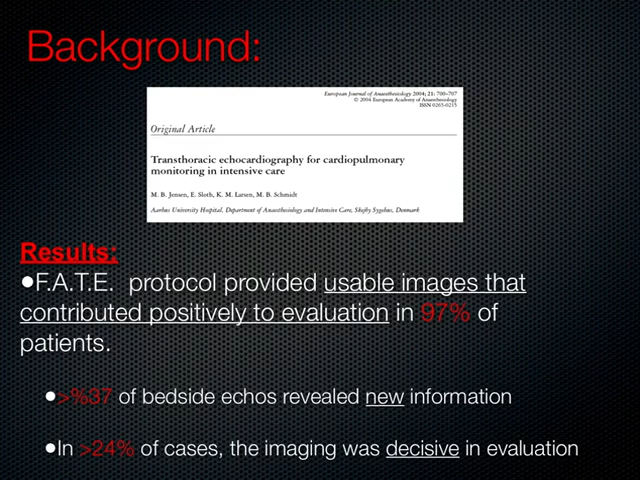 Background:
European Journal of Anaesthesiology 2004; 21: 700–707
© 2004 European Academy of Anaesthesiology
ISSN 0265-0215
Original Article
Transthoracic echocardiography for cardiopulmonary
monitoring in intensive care
M. B. Jensen, E. Sloth, K. M. Larsen, M. B. Schmidt
Aarhus University Hospital, Department of Anaesthesiology and Intensive Care, Skejby Sygehus, Denmark
Results:
●F.A.T.E. protocol provided usable images that
contributed positively to evaluation in 97% of
patients.
●>%37 of bedside echos revealed new information
●In >24% of cases, the imaging was decisive in evaluation